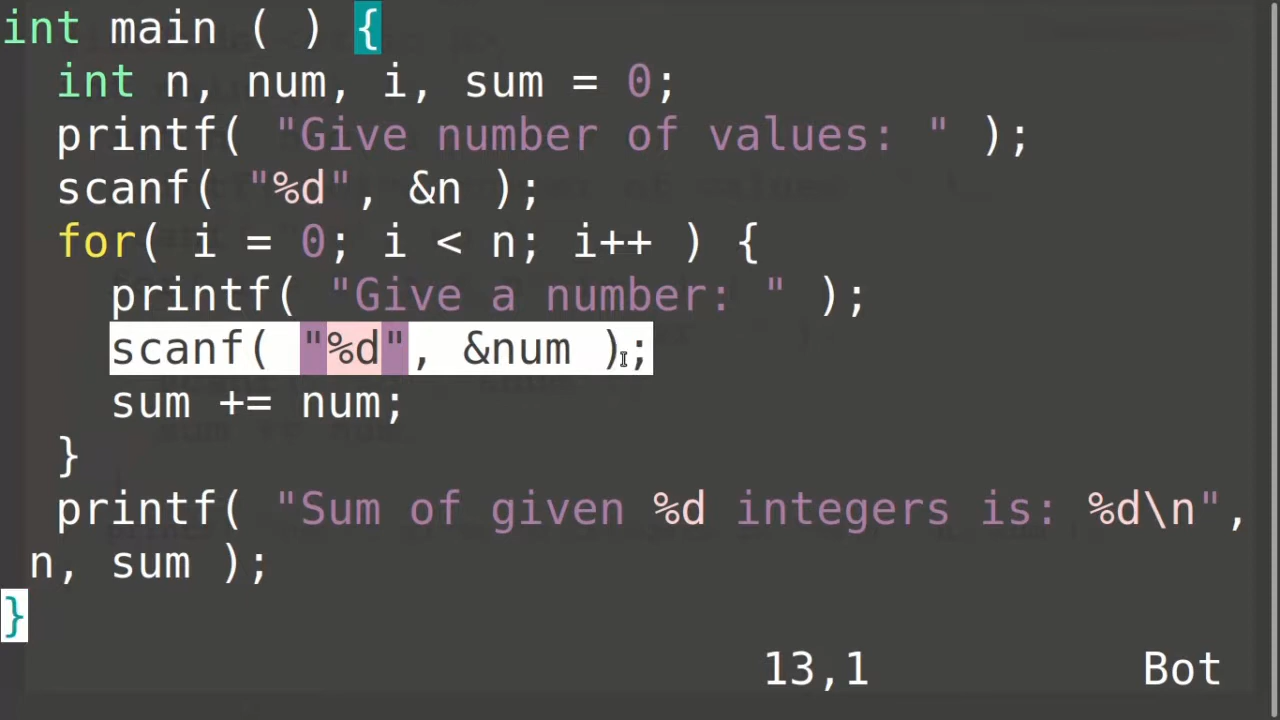 int main ( ) {
  int n, num, i, sum = 0;
  printf( "Give number of values: " );
  scanf( "%d", &n );
  for( i = 0; i < n; i++ ) {
    printf( "Give a number: " );
    scanf( "%d", &num );
    sum += num;
  }
  printf( "Sum of given %d integers is: %d\n",
 n, sum );
}
13,1 Bot